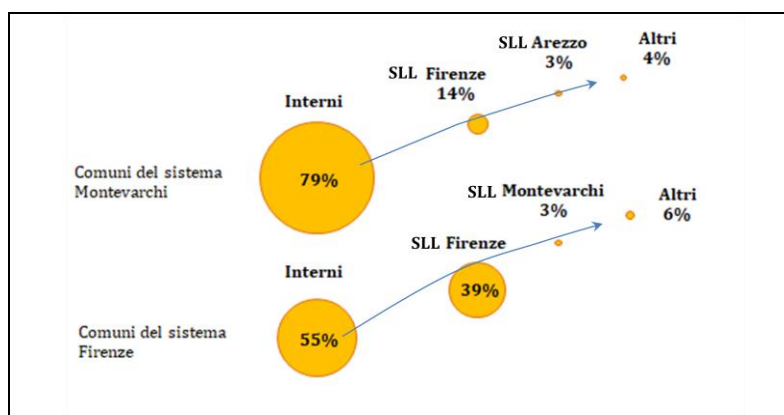 SLL Arezzo
3%
Altri
4%
SLL Firenze
14%
Interni
79%
Comuni del sistema
Montevarchi
SLL Montevarchi
3%
Altri
6%
SLL Firenze
39%
Interni
55%
Comuni del sistema
Firenze